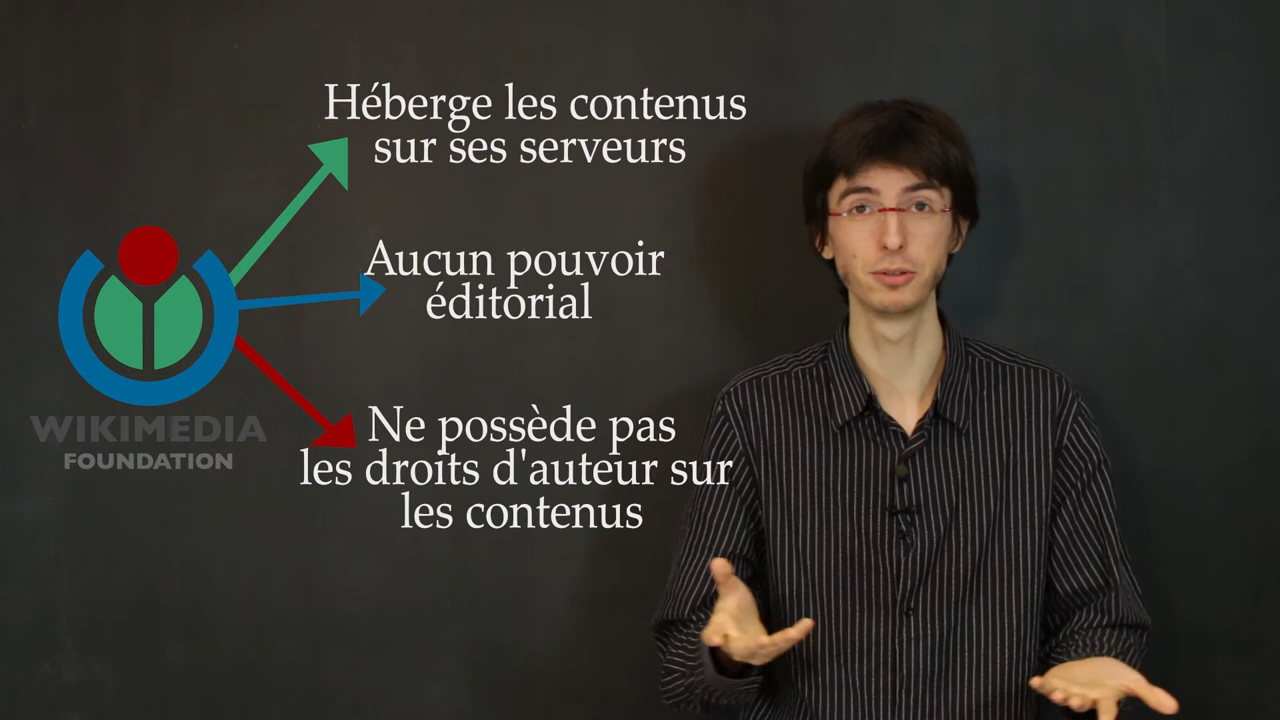 Héberge les contenus
sur ses serveurs
Aucun pouvoir
éditorial
Ne possède pas
les droits d'auteur sur
les contenus
WIKIMEDIA
FOUNDATION